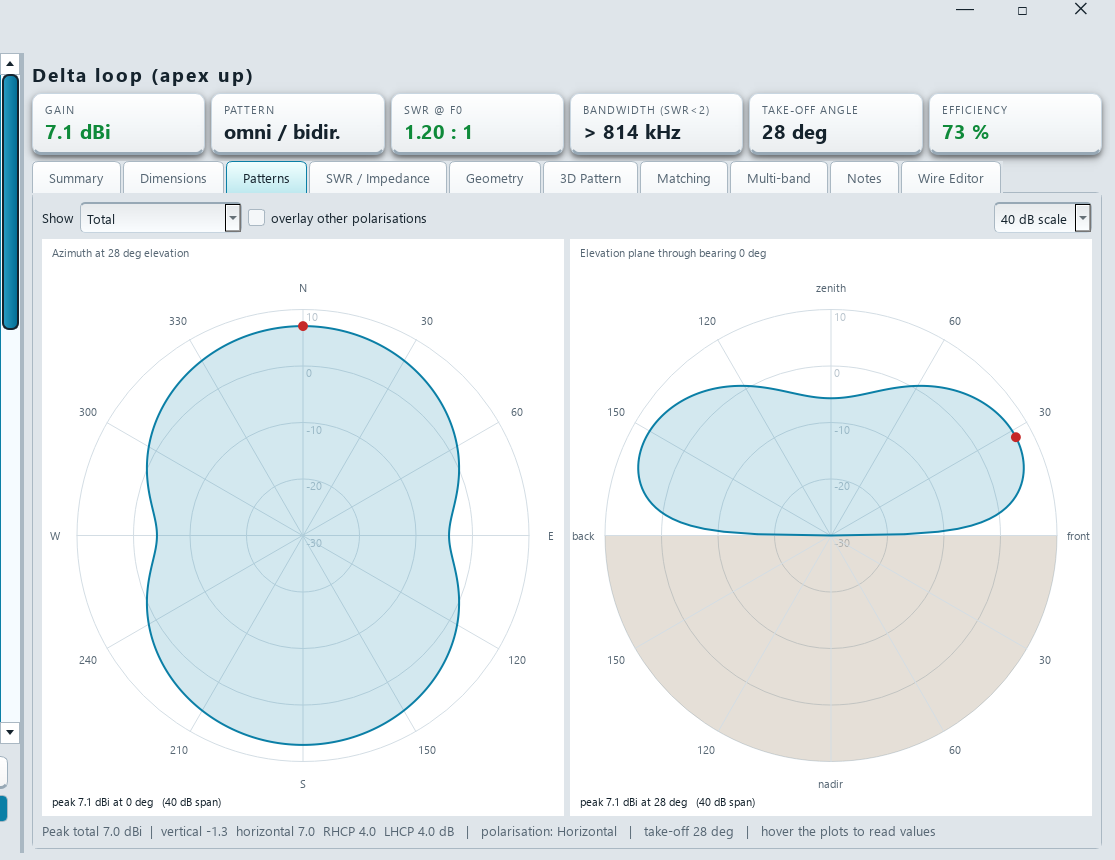 Delta loop (apex up)
GAIN PATTERN SWR @ F0 BANDWIDTH (SWR<2) TAKE-OFF ANGLE EFFICIENCY
7.1 dBi omni / bidir. 1.20 : 1 > 814 kHz 28 deg 73 %
Summary Dimensions Patterns SWR / Impedance Geometry 3D Pattern Matching Multi-band Notes Wire Editor
Show Total overlay other polarisations 40 dB scale
Azimuth at 28 deg elevation
N
330 10 30
0
300 60
-10
-20
W -30 E
240 120
210 150
S
peak 7.1 dBi at 0 deg (40 dB span)
Elevation plane through bearing 0 deg
zenith
120 10 60
0
150 30
-10
-20
back -30 front
150 30
120 60
nadir
peak 7.1 dBi at 28 deg (40 dB span)
Peak total 7.0 dBi | vertical -1.3 horizontal 7.0 RHCP 4.0 LHCP 4.0 dB | polarisation: Horizontal | take-off 28 deg | hover the plots to read values